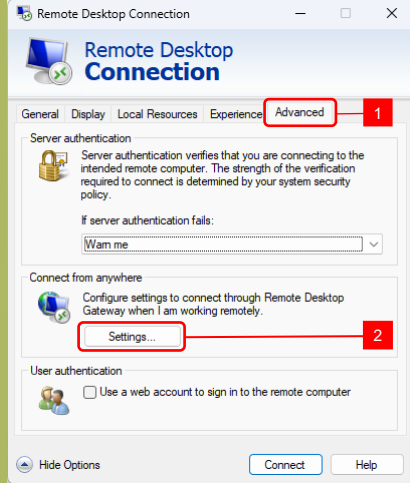 Remote Desktop Connection
Remote Desktop
Connection
General Display Local Resources Experience Advanced
1
Server authentication
Server authentication verifies that you are connecting to the
intended remote computer. The strength of the verification
required to connect is determined by your system security
policy.
If server authentication fails:
Warn me
Connect from anywhere
Configure settings to connect through Remote Desktop
Gateway when I am working remotely.
Settings...
2
User authentication
Use a web account to sign in to the remote computer
Hide Options
Connect
Help